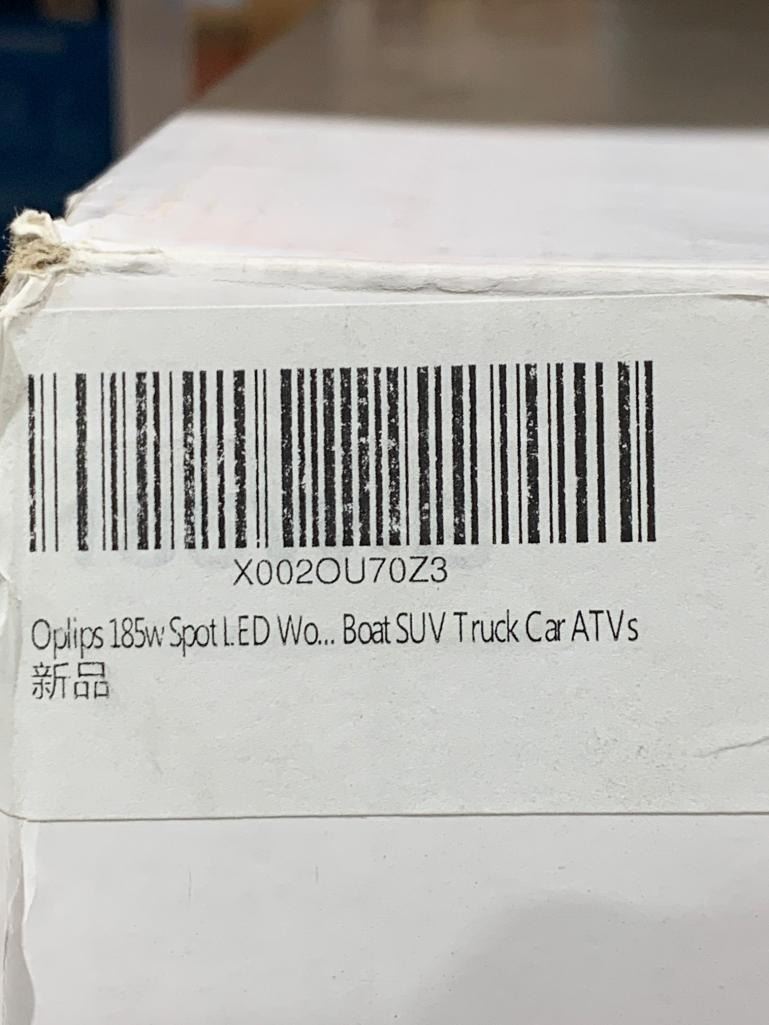 X002OU70Z3
Oplips 185w Spot LED Wo... Boat SUV Truck Car ATVs
新品